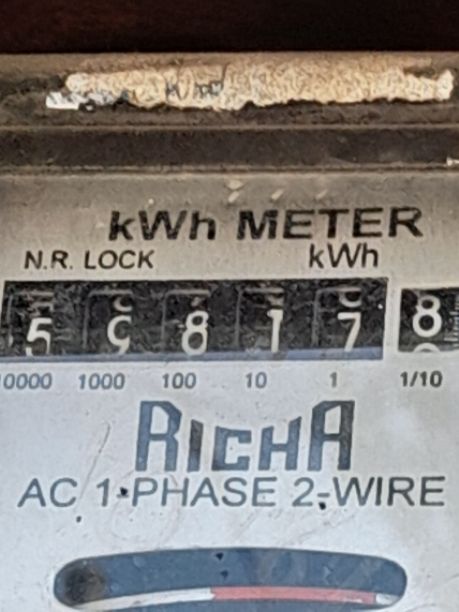 kWh METER
N.R. LOCK kWh
5 9 8 1 7 8
10000 1000 100 10 1 1/10
RICHA
AC 1-PHASE 2-WIRE